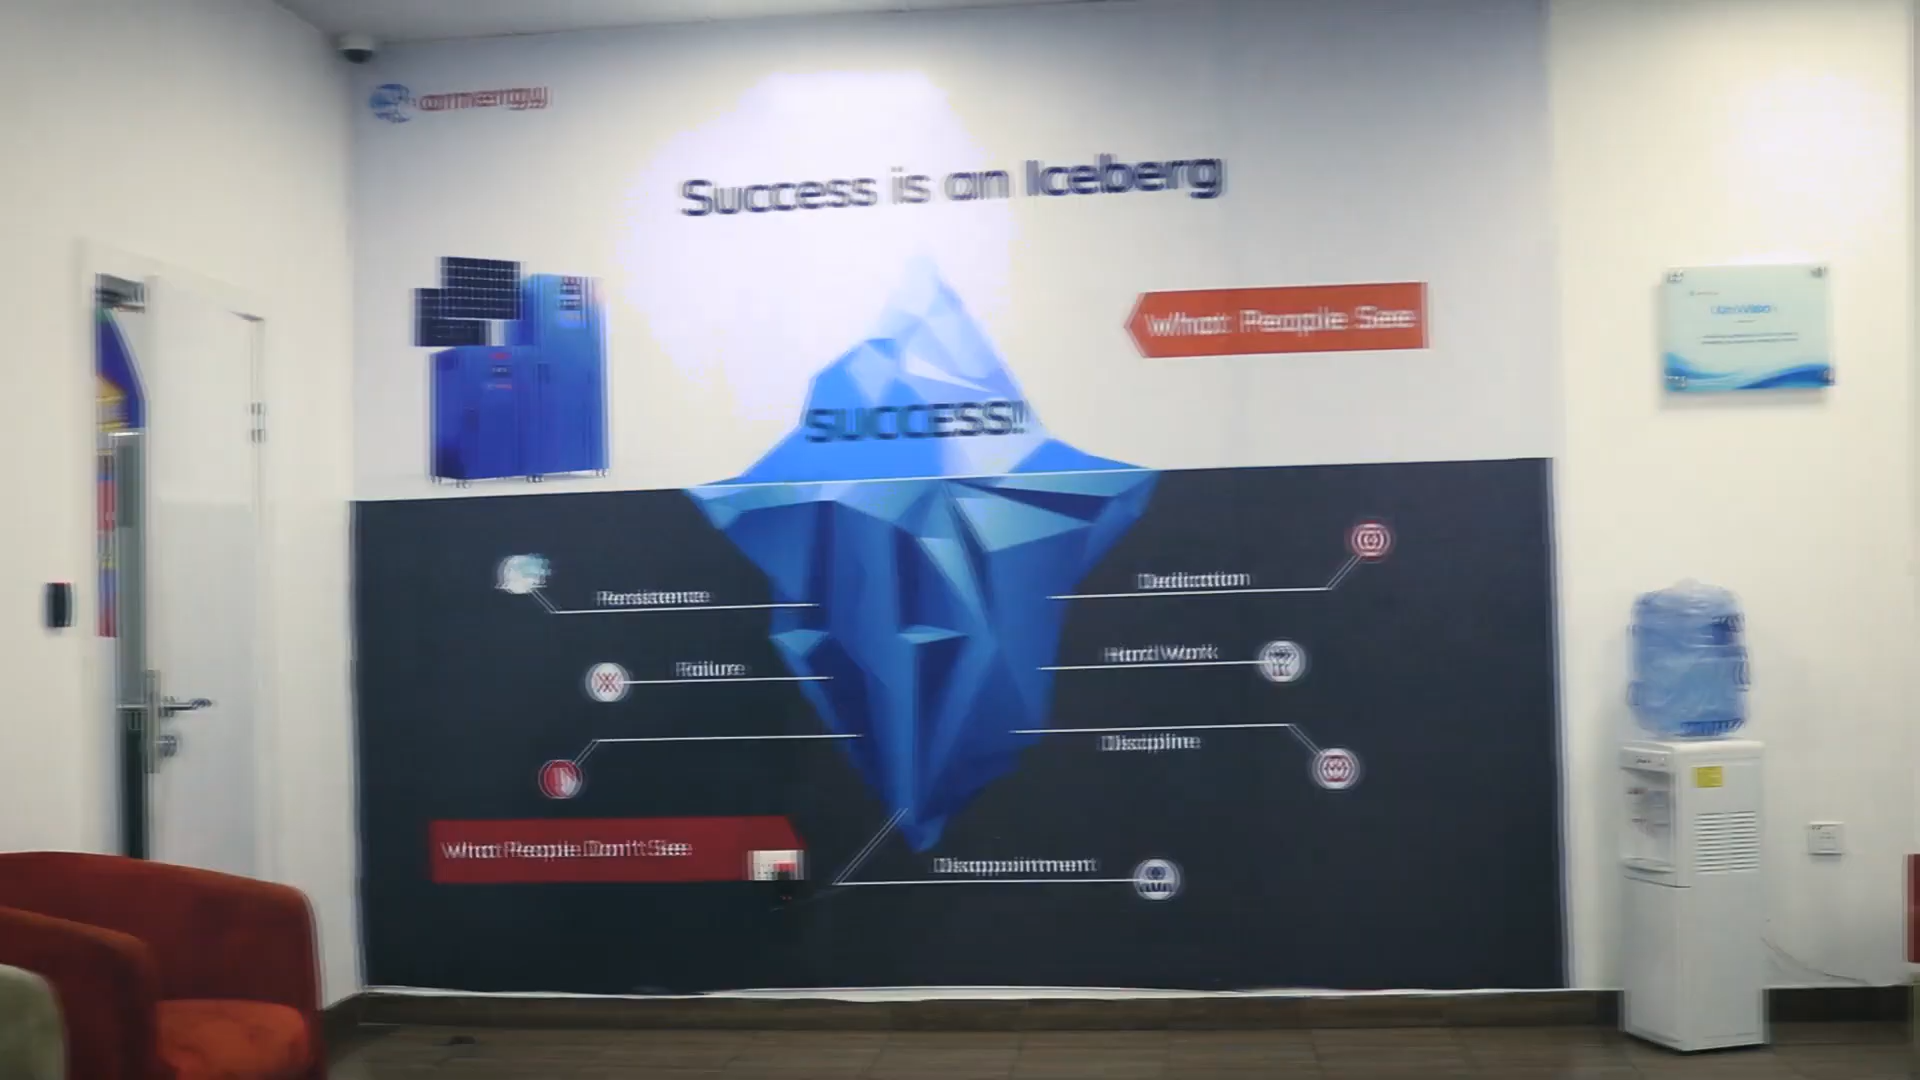 Success is an Iceberg
What People See
SUCCESS!!
Persistence
Dedication
Failure
Hard Work
Discipline
What People Don't See
Disappointment